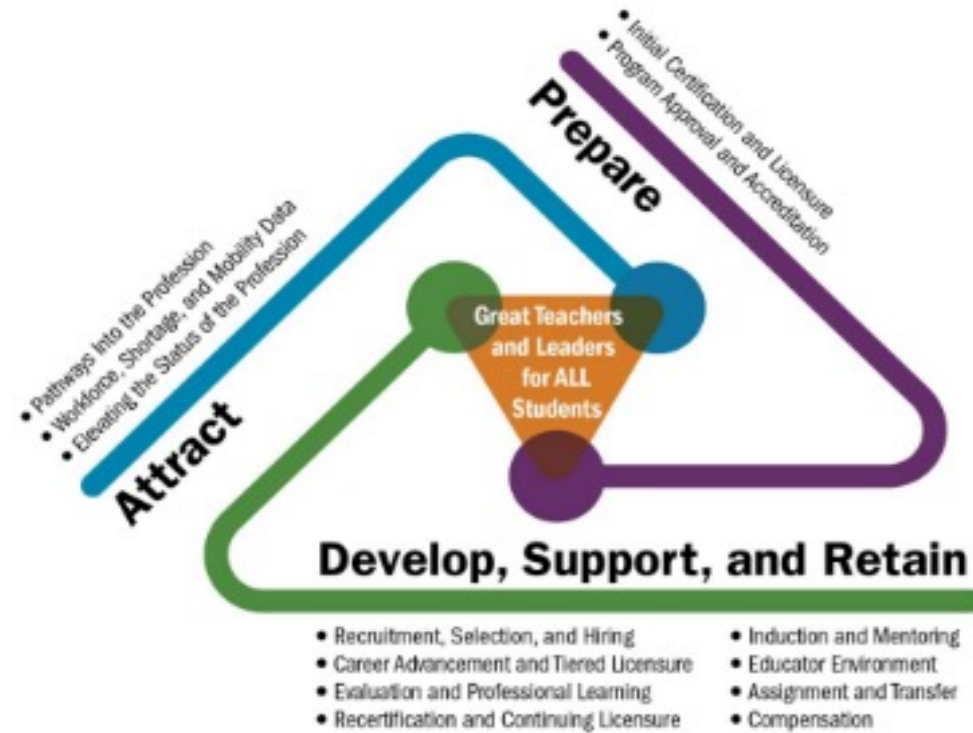 • Initial Certification and Licensure
• Program Approval and Accreditation
Prepare
• Pathways Into the Profession
• Workforce, Shortage, and Mobility Data
• Elevating the Status of the Profession
Attract
Great Teachers
and Leaders
for ALL
Students
Develop, Support, and Retain
• Recruitment, Selection, and Hiring
• Career Advancement and Tiered Licensure
• Evaluation and Professional Learning
• Recertification and Continuing Licensure
• Induction and Mentoring
• Educator Environment
• Assignment and Transfer
• Compensation